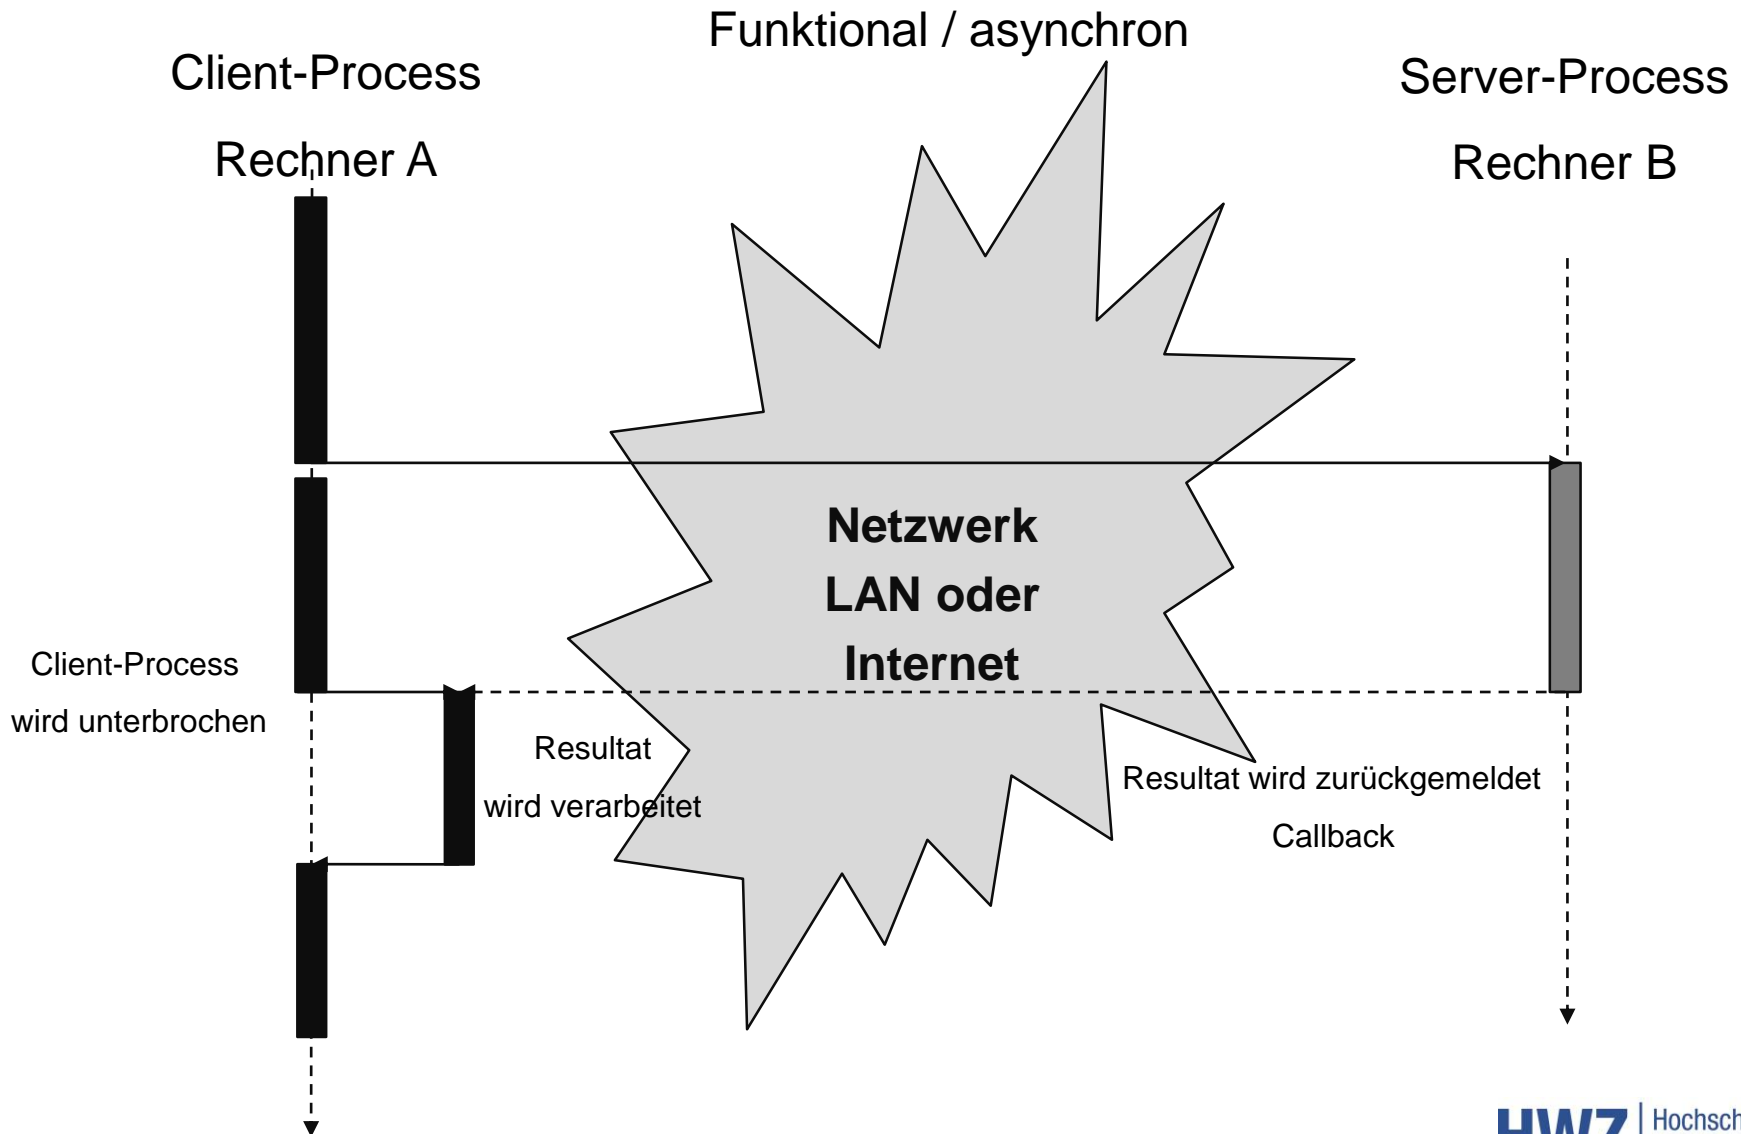 Funktional / asynchron
Client-Process
Rechner A
Server-Process
Rechner B
Netzwerk
LAN oder
Internet
Client-Process
wird unterbrochen
Resultat
wird verarbeitet
Resultat wird zurückgemeldet
Callback
HWZ